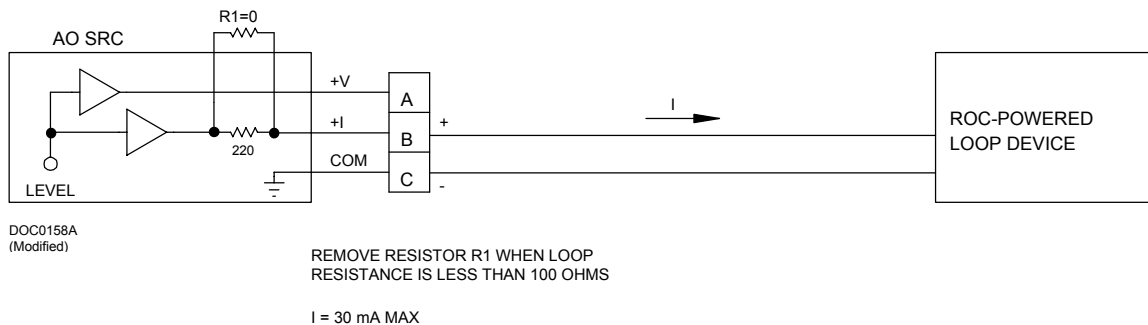 R1=0
AO SRC
+V
A
+I
B
+
I
ROC-POWERED
LOOP DEVICE
220
COM
C
-
LEVEL
DOC0158A
(Modified)
REMOVE RESISTOR R1 WHEN LOOP
RESISTANCE IS LESS THAN 100 OHMS
I = 30 mA MAX